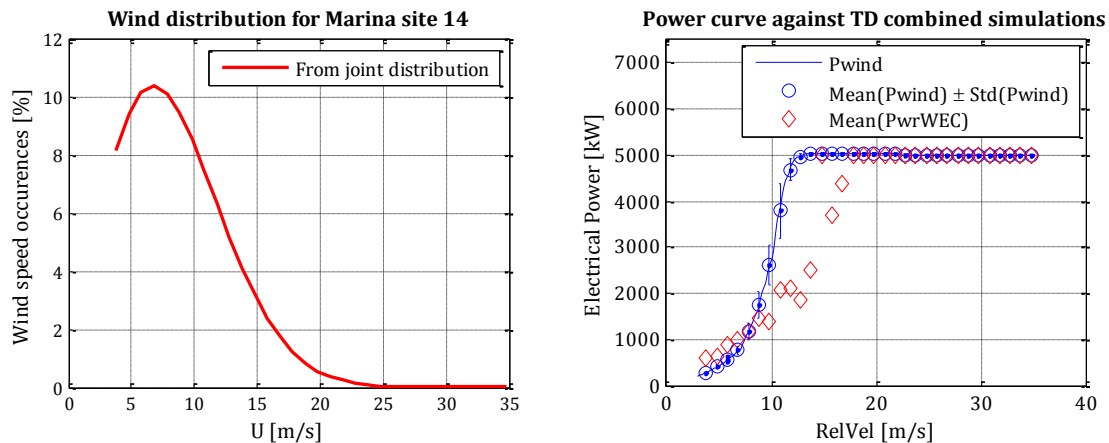 Wind distribution for Marina site 14
12
10
8
6
4
2
0
Wind speed occurences [%]
From joint distribution
0 5 10 15 20 25 30 35
U [m/s]
Power curve against TD combined simulations
7000
6000
5000
4000
3000
2000
1000
0
Electrical Power [kW]
Pwind
Mean(Pwind) ± Std(Pwind)
Mean(PwrWEC)
0 10 20 30 40
RelVel [m/s]